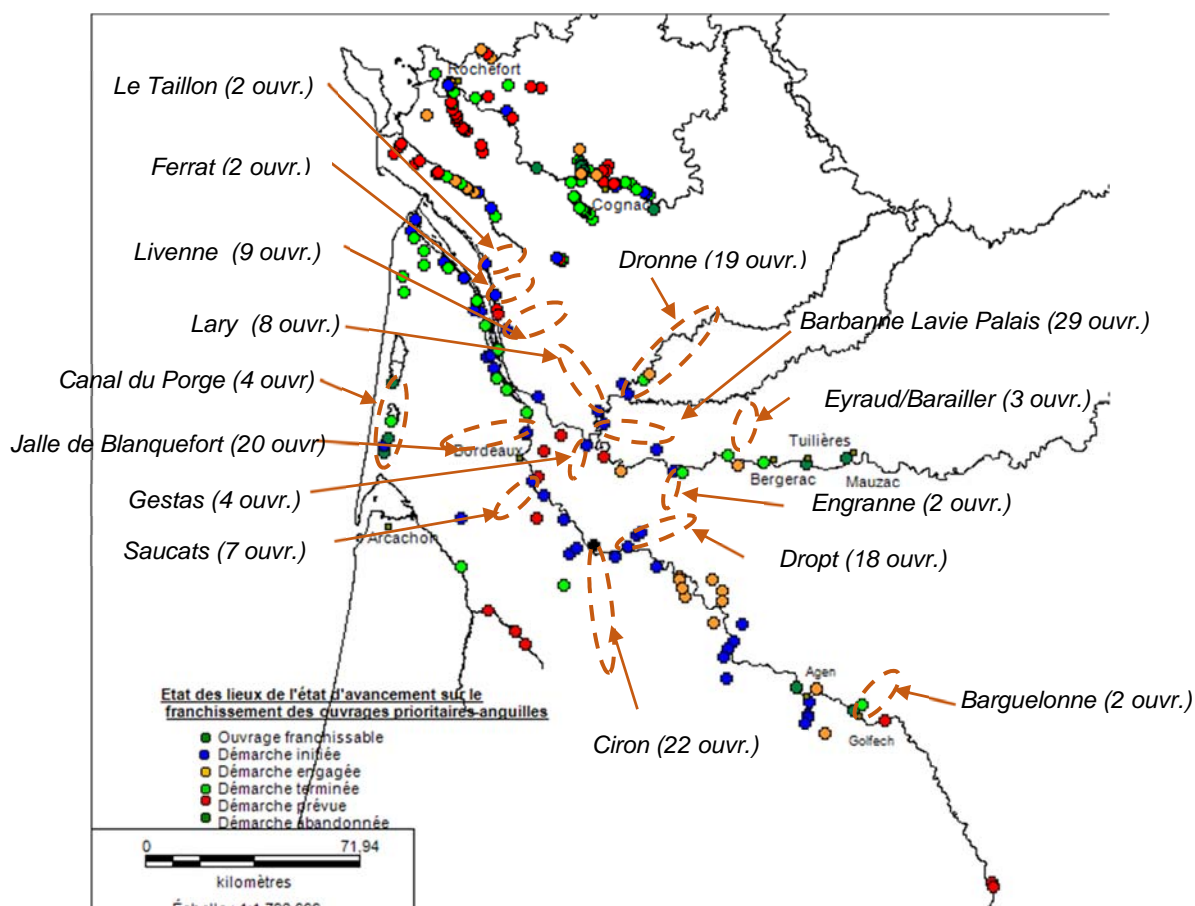 Rochefort
Le Taillon (2 ouvr.)
Ferrat (2 ouvr.)
Cognac
Livenne (9 ouvr.)
Dronne (19 ouvr.)
Lary (8 ouvr.)
Barbanne Lavie Palais (29 ouvr.)
Canal du Porge (4 ouvr)
Eyraud/Barailler (3 ouvr.)
Jalle de Blanquefort (20 ouvr)
Bordeaux
Tuilières
Bergerac
Mauzac
Gestas (4 ouvr.)
Engranne (2 ouvr.)
Saucats (7 ouvr.)
Arcachon
Dropt (18 ouvr.)
Agen
Barguelonne (2 ouvr.)
Golfech
Ciron (22 ouvr.)
Etat des lieux de l'état d'avancement sur le
franchissement des ouvrages prioritaires anguilles
Ouvrage franchissable
Démarche initiée
Démarche engagée
Démarche terminée
Démarche prévue
Démarche abandonnée
0 71,94
kilomètres